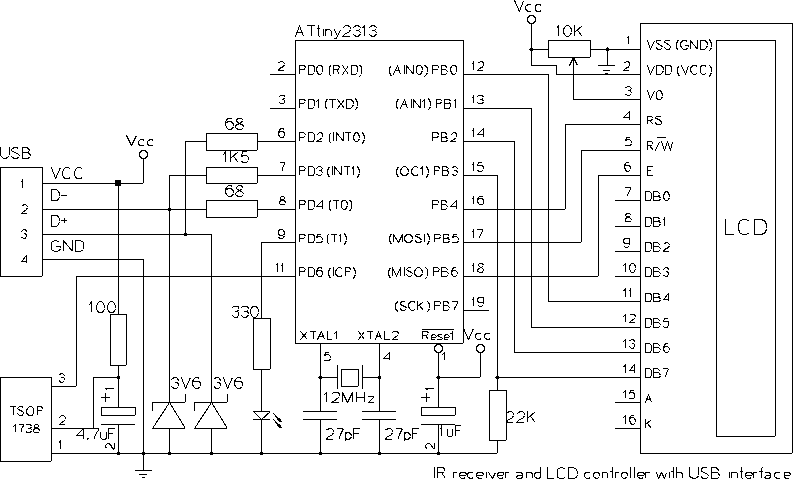 Vcc
ATtiny2313
10K
1 VSS (GND)
2 VDD (VCC)
3 VO
4 RS
5 R/W
6 E
7 DB0
8 DB1
9 DB2
10 DB3
11 DB4
12 DB5
13 DB6
14 DB7
15 A
16 K
LCD
2 PD0 (RXD) (AIN0) PB0 12
3 PD1 (TXD) (AIN1) PB1 13
68 6 PD2 (INT0) PB2 14
1K5 7 PD3 (INT1) (OC1) PB3 15
68 8 PD4 (T0) PB4 16
9 PD5 (T1) (MOSI) PB5 17
11 PD6 (ICP) (MISO) PB6 18
(SCK) PB7 19
XTAL1 XTAL2 Reset Vcc
5 4 1
USB
Vcc
1 VCC
2 D-
3 D+
4 GND
100
330
3V6 3V6
12MHz
TSOP
1738
3
2
1
+1
4.7uF
2
27pF 27pF
+1
1uF
2
22K
IR receiver and LCD controller with USB interface